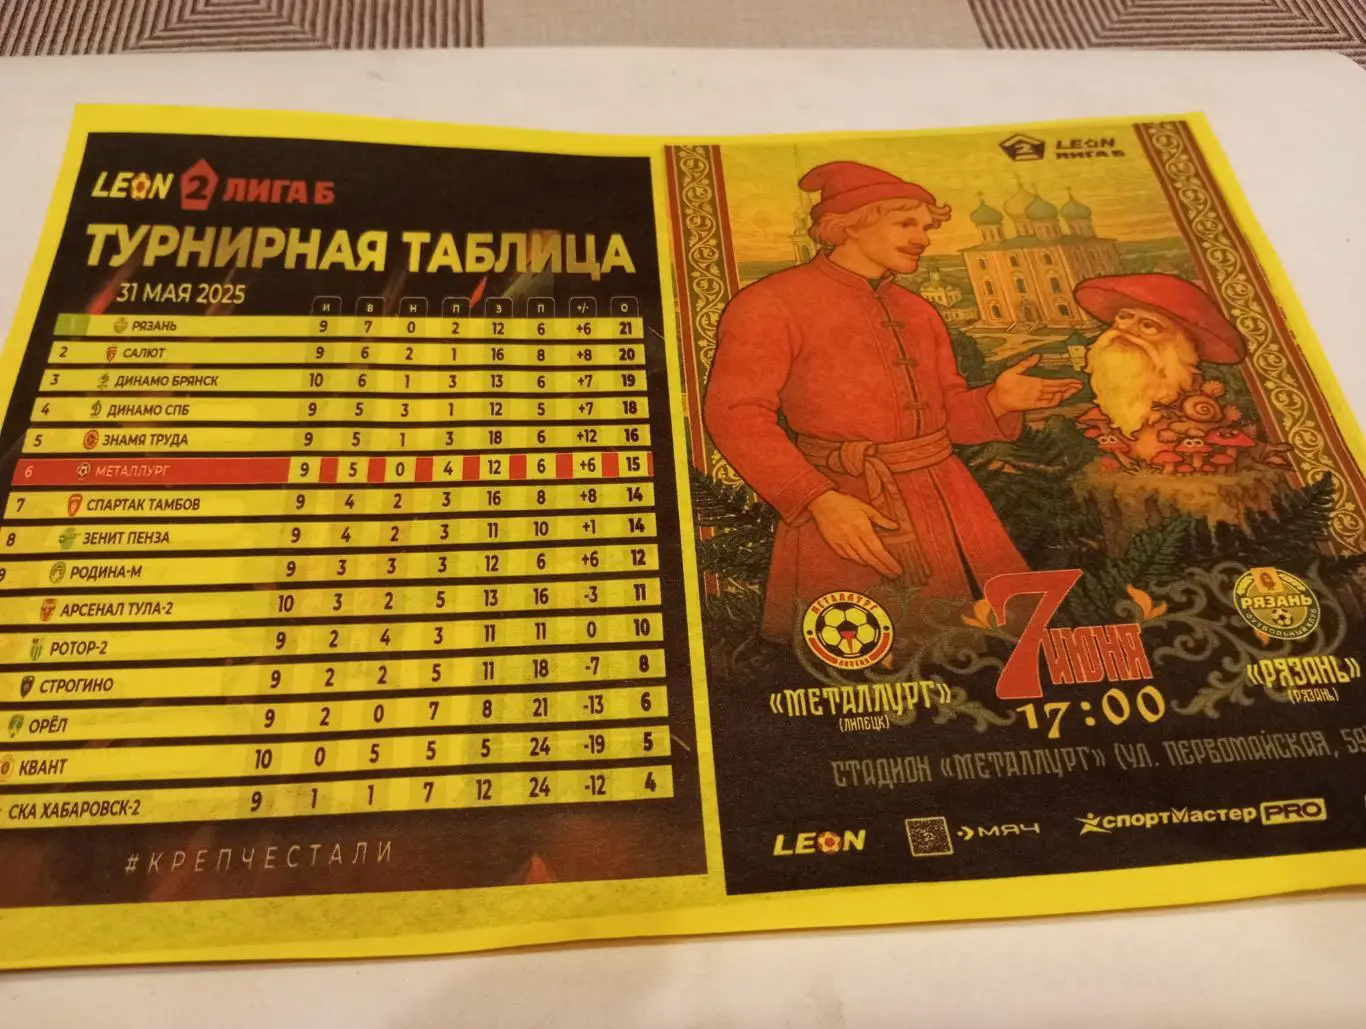 LEON 2 ЛИГА Б
ТУРНИРНАЯ ТАБЛИЦА
31 МАЯ 2025
И В Н П З П +/- О
1 РЯЗАНЬ 9 7 0 2 12 6 +6 21
2 САЛЮТ 9 6 2 1 16 8 +8 20
3 ДИНАМО БРЯНСК 10 6 1 3 13 6 +7 19
4 ДИНАМО СПБ 9 5 3 1 12 5 +7 18
5 ЗНАМЯ ТРУДА 9 5 1 3 18 6 +12 16
6 МЕТАЛЛУРГ 9 5 0 4 12 6 +6 15
7 СПАРТАК ТАМБОВ 9 4 2 3 16 8 +8 14
8 ЗЕНИТ ПЕНЗА 9 4 2 3 11 10 +1 14
9 РОДИНА-М 9 3 3 3 12 6 +6 12
АРСЕНАЛ ТУЛА-2 10 3 2 5 13 16 -3 11
РОТОР-2 9 2 4 3 11 11 0 10
СТРОГИНО 9 2 2 5 11 18 -7 8
ОРЁЛ 9 2 0 7 8 21 -13 6
КВАНТ 10 0 5 5 5 24 -19 5
СКА ХАБАРОВСК-2 9 1 1 7 12 24 -12 4
#КРЕПЧЕСТАЛИ
2 LEON
ЛИГА Б
МЕТАЛЛУРГ
ЛИПЕЦК
РЯЗАНЬ
ФУТБОЛЬНЫЙ КЛУБ
7 ИЮНЯ
17:00
«МЕТАЛЛУРГ»
(ЛИПЕЦК)
«РЯЗАНЬ»
(РЯЗАНЬ)
СТАДИОН «МЕТАЛЛУРГ» (УЛ. ПЕРВОМАЙСКАЯ, 59
LEON МЯЧ СПОРТМАСТЕР PRO